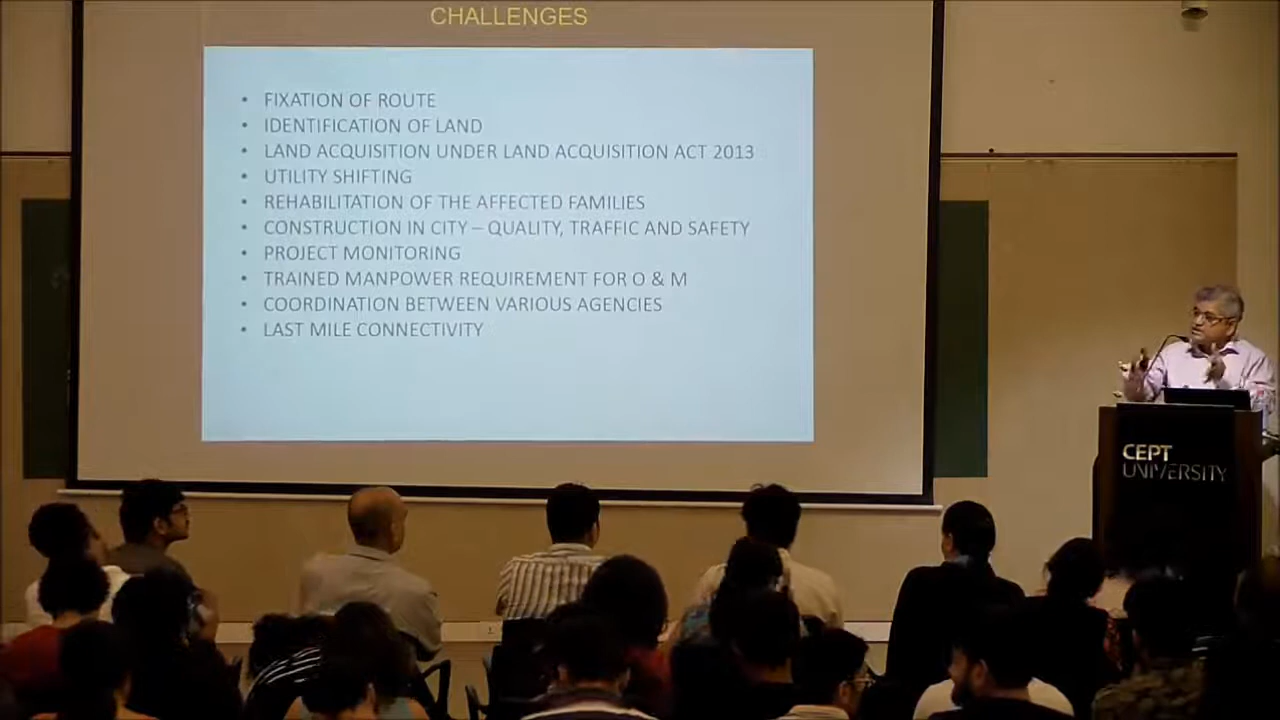 CHALLENGES
• FIXATION OF ROUTE
• IDENTIFICATION OF LAND
• LAND ACQUISITION UNDER LAND ACQUISITION ACT 2013
• UTILITY SHIFTING
• REHABILITATION OF THE AFFECTED FAMILIES
• CONSTRUCTION IN CITY – QUALITY, TRAFFIC AND SAFETY
• PROJECT MONITORING
• TRAINED MANPOWER REQUIREMENT FOR O & M
• COORDINATION BETWEEN VARIOUS AGENCIES
• LAST MILE CONNECTIVITY
CEPT
UNIVERSITY